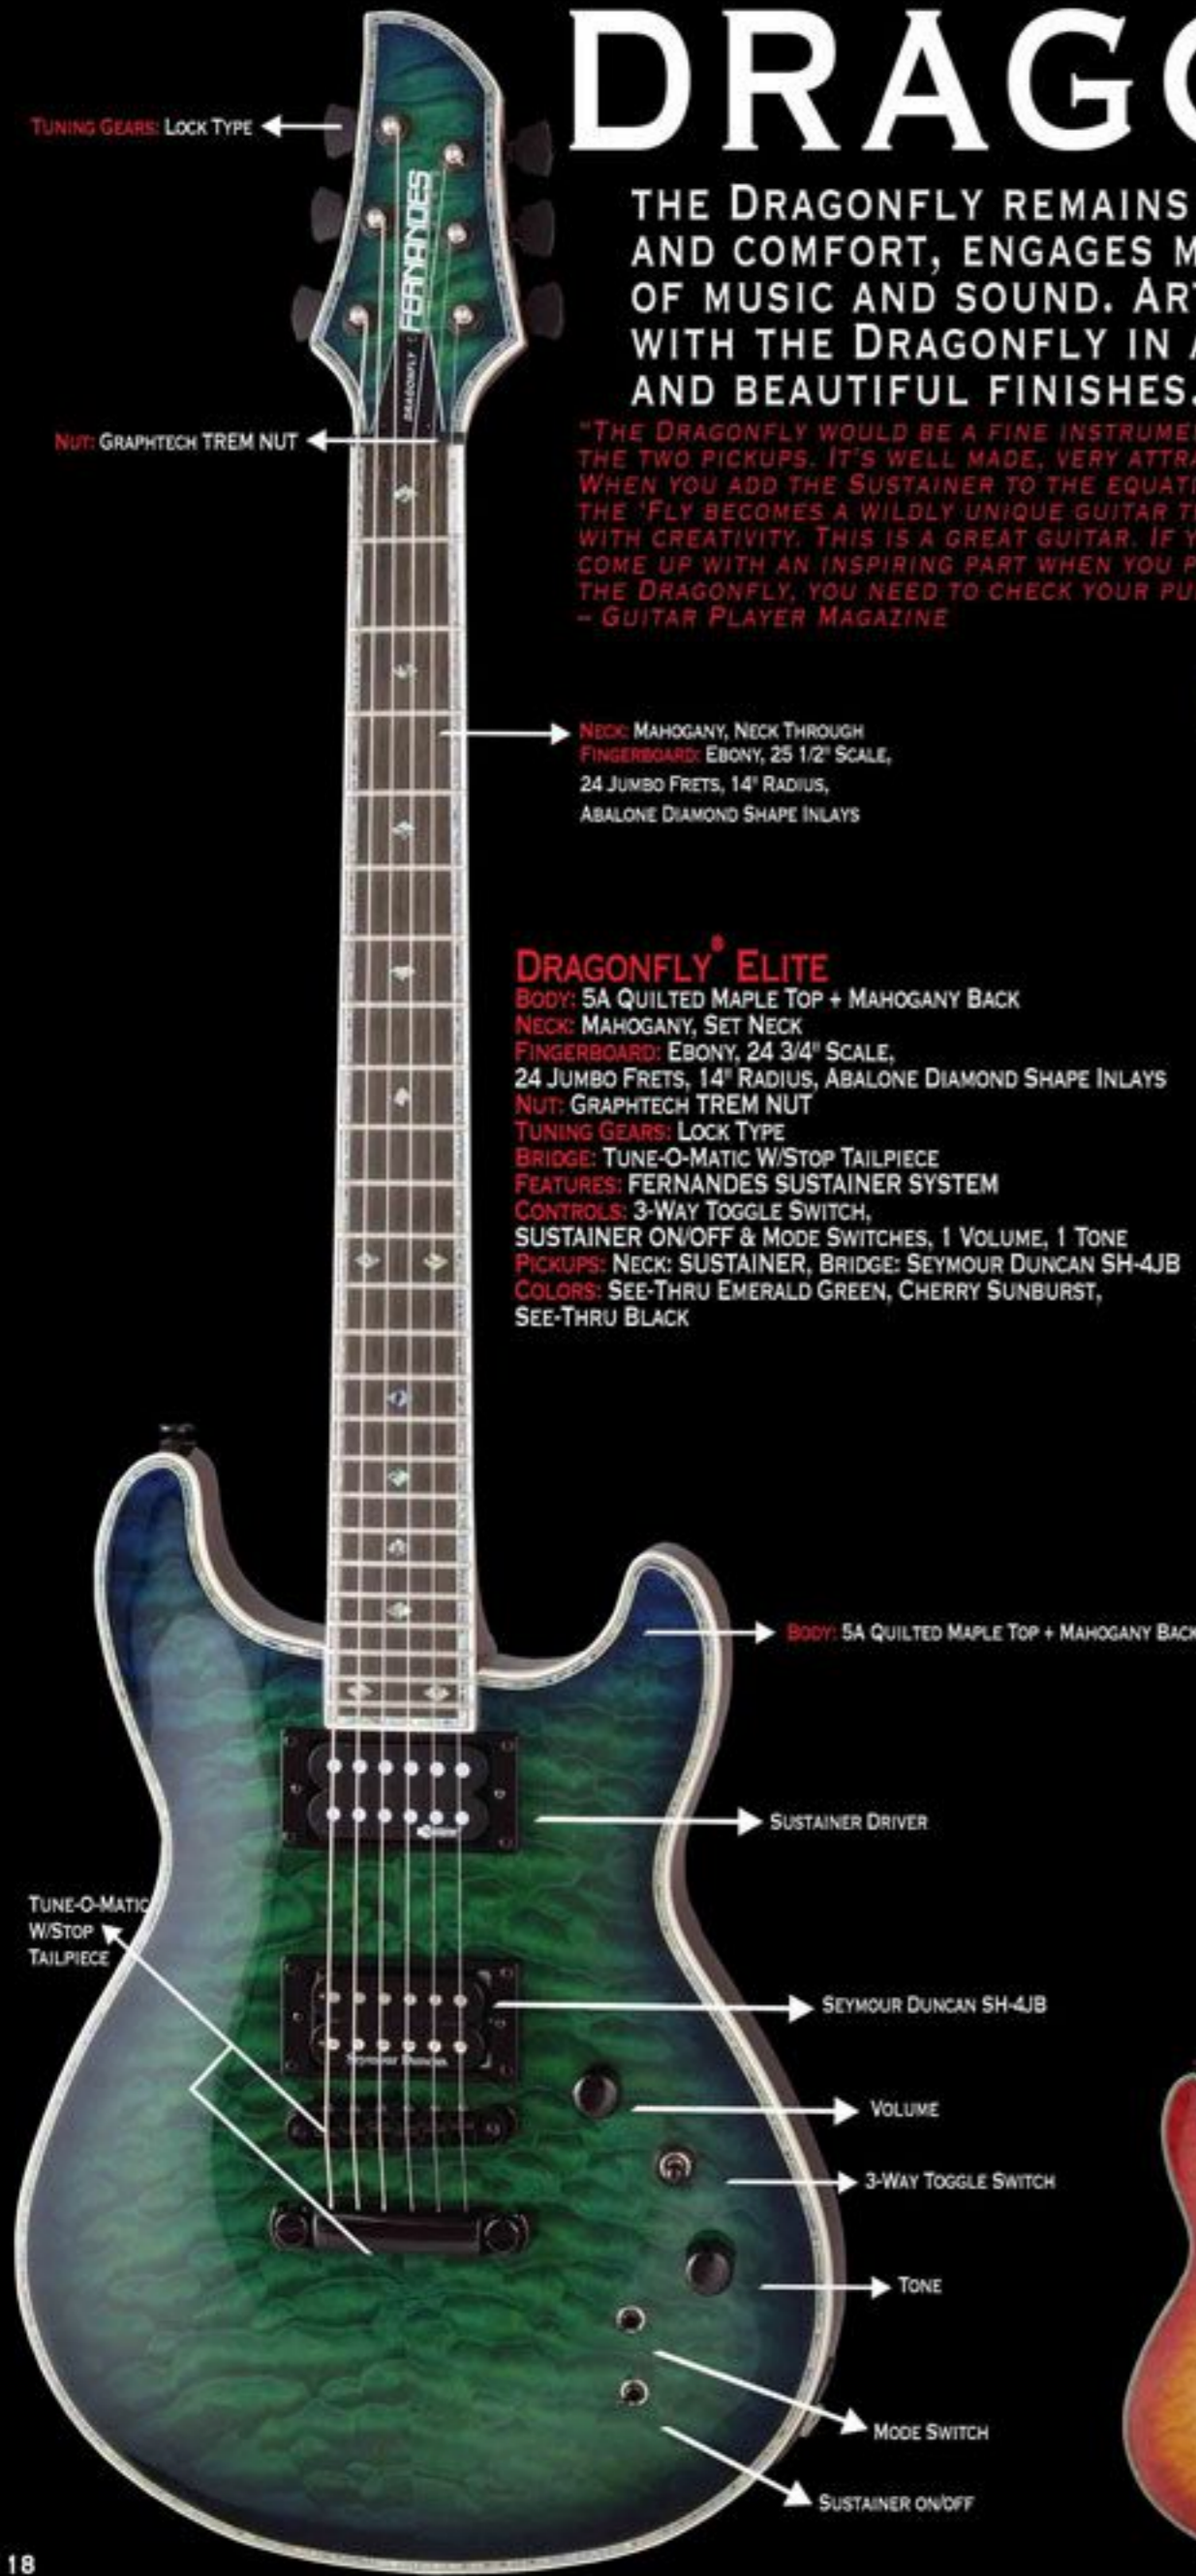 DRAGO
THE DRAGONFLY REMAINS
AND COMFORT, ENGAGES M
OF MUSIC AND SOUND. AR
WITH THE DRAGONFLY IN
AND BEAUTIFUL FINISHES.
"THE DRAGONFLY WOULD BE A FINE INSTRUME
THE TWO PICKUPS. IT'S WELL MADE, VERY ATTRA
WHEN YOU ADD THE SUSTAINER TO THE EQUATI
THE 'FLY BECOMES A WILDLY UNIQUE GUITAR T
WITH CREATIVITY. THIS IS A GREAT GUITAR. IF Y
COME UP WITH AN INSPIRING PART WHEN YOU P
THE DRAGONFLY, YOU NEED TO CHECK YOUR PU
– GUITAR PLAYER MAGAZINE
TUNING GEARS: LOCK TYPE
FERNANDES
DRAGONFLY
NUT: GRAPHTECH TREM NUT
NECK: MAHOGANY, NECK THROUGH
FINGERBOARD: EBONY, 25 1/2" SCALE,
24 JUMBO FRETS, 14" RADIUS,
ABALONE DIAMOND SHAPE INLAYS
DRAGONFLY® ELITE
BODY: 5A QUILTED MAPLE TOP + MAHOGANY BACK
NECK: MAHOGANY, SET NECK
FINGERBOARD: EBONY, 24 3/4" SCALE,
24 JUMBO FRETS, 14" RADIUS, ABALONE DIAMOND SHAPE INLAYS
NUT: GRAPHTECH TREM NUT
TUNING GEARS: LOCK TYPE
BRIDGE: TUNE-O-MATIC W/STOP TAILPIECE
FEATURES: FERNANDES SUSTAINER SYSTEM
CONTROLS: 3-WAY TOGGLE SWITCH,
SUSTAINER ON/OFF & MODE SWITCHES, 1 VOLUME, 1 TONE
PICKUPS: NECK: SUSTAINER, BRIDGE: SEYMOUR DUNCAN SH-4JB
COLORS: SEE-THRU EMERALD GREEN, CHERRY SUNBURST,
SEE-THRU BLACK
BODY: 5A QUILTED MAPLE TOP + MAHOGANY BACK
SUSTAINER DRIVER
TUNE-O-MATIC
W/STOP
TAILPIECE
SEYMOUR DUNCAN SH-4JB
Seymour Duncan
VOLUME
3-WAY TOGGLE SWITCH
TONE
MODE SWITCH
SUSTAINER ON/OFF
18